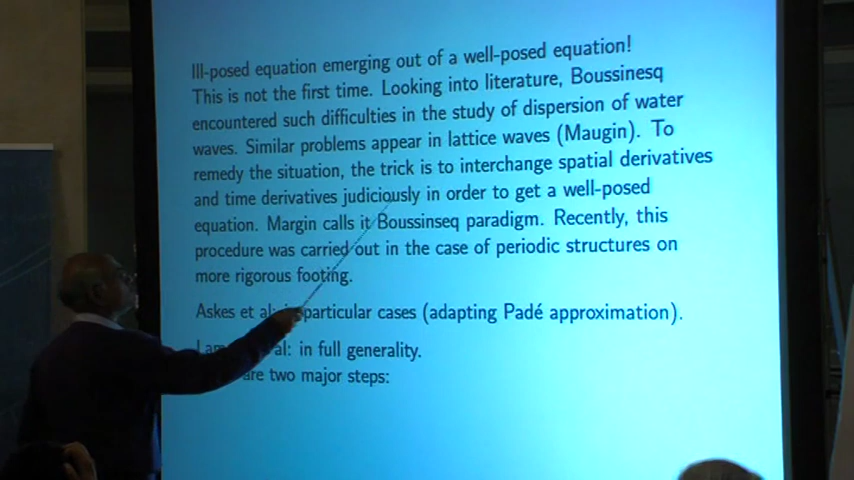 Ill-posed equation emerging out of a well-posed equation!
This is not the first time. Looking into literature, Boussinesq
encountered such difficulties in the study of dispersion of water
waves. Similar problems appear in lattice waves (Maugin). To
remedy the situation, the trick is to interchange spatial derivatives
and time derivatives judiciously in order to get a well-posed
equation. Margin calls it Boussinseq paradigm. Recently, this
procedure was carried out in the case of periodic structures on
more rigorous footing.
Askes et al: particular cases (adapting Padé approximation).
al: in full generality.
are two major steps: